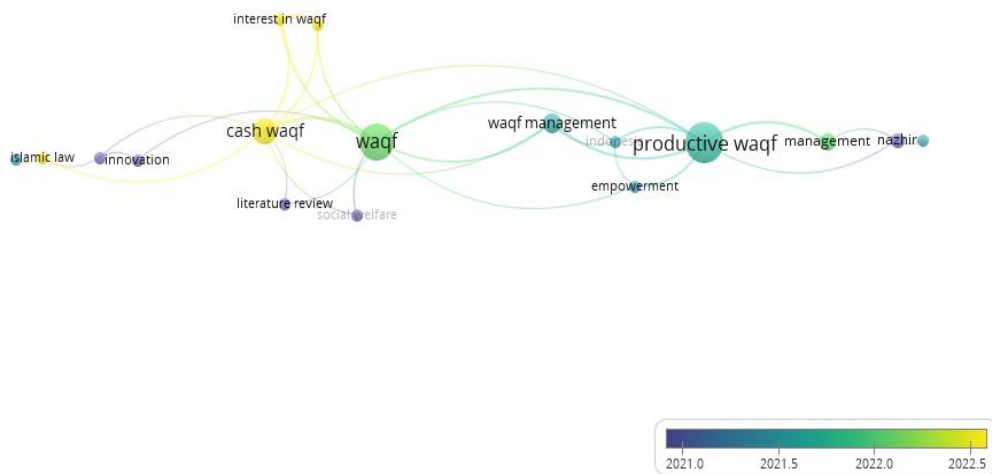 interest in waqf
cash waqf
waqf
waqf management
indonesia
productive waqf
management
nazhir
islamic law
innovation
empowerment
literature review
social welfare
2021.0
2021.5
2022.0
2022.5